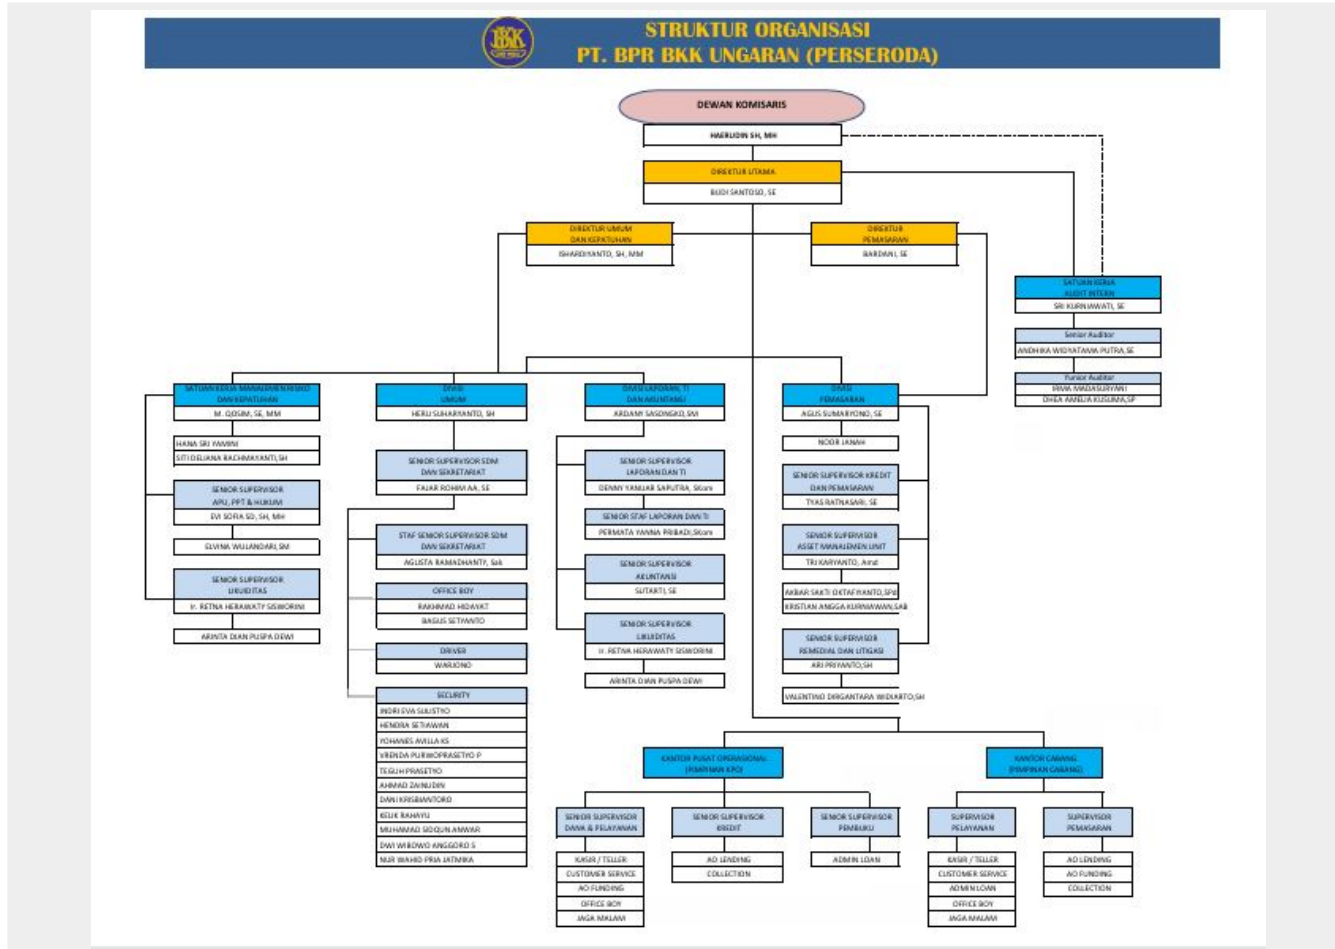 STRUKTUR ORGANISASI
PT. BPR BKK UNGARAN (PERSERODA)
DEWAN KOMISARIS
HAERUDIN SH, MH
DIREKTUR UTAMA
BUDI SANTOSO, SE
DIREKTUR UMUM
DAN KEPATUHAN
ISHARDIYANTO, SH, MM
DIREKTUR
PEMASARAN
BARDANI, SE
SATUAN KERJA
AUDIT INTERN
SRI KURNIAWATI, SE
Senior Auditor
ANDHIKA WIDYATAMA PUTRA,SE
Yunior Auditor
IRMA MADASURYANI
DHEA AMELIA KUSUMA,SP
SATUAN KERJA MANAJEMEN RISIKO
DAN KEPATUHAN
M. QOSIM, SE, MM
HANA SRI YAMINI
SITI DELIANA RACHMAYANTI,SH
SENIOR SUPERVISOR
APU, PPT & HUKUM
EVI SOFIA SD, SH, MH
ELVINA WULANDARI,SM
SENIOR SUPERVISOR
LIKUIDITAS
Ir. RETNA HERAWATY SISWORINI
ARINTA DIAN PUSPA DEWI
DIVISI
UMUM
HERU SUHARYANTO, SH
SENIOR SUPERVISOR SDM
DAN SEKRETARIAT
FAJAR ROHIM AA, SE
STAF SENIOR SUPERVISOR SDM
DAN SEKRETARIAT
AGUSTA RAMADHANTY, Sak
OFFICE BOY
RAKHMAD HIDAYAT
BAGUS SETIYANTO
DRIVER
WARJONO
SECURITY
INDRI EVA SULISTYO
HENDRA SETIAWAN
YOHANES AVILLA KS
VRENDA PURWOPRASETYO P
TEGUH PRASETYO
AHMAD ZAINUDIN
DANI KRISBIANTORO
KELIK RAHAYU
MUHAMAD SIDQUN ANWAR
DWI WIBOWO ANGGORO S
NUR WAHID PRIA JATMIKA
DIVISI LAPORAN, TI
DAN AKUNTANSI
ARDANY SASONGKO,SM
SENIOR SUPERVISOR
LAPORAN DAN TI
DENNY YANUAR SAPUTRA, SKom
SENIOR STAF LAPORAN DAN TI
PERMATA YANNA PRIBADI,SKom
SENIOR SUPERVISOR
AKUNTANSI
SUTARTI, SE
SENIOR SUPERVISOR
LIKUIDITAS
Ir. RETNA HERAWATY SISWORINI
ARINTA DIAN PUSPA DEWI
DIVISI
PEMASARAN
AGUS SUMARYONO, SE
NOOR JANAH
SENIOR SUPERVISOR KREDIT
DAN PEMASARAN
TYAS RATNASARI, SE
SENIOR SUPERVISOR
ASSET MANAJEMEN UNIT
TRI KARYANTO, Amd
AKBAR SAKTI OKTAFIYANTO,SPd
KRISTIAN ANGGA KURNIAWAN,SAB
SENIOR SUPERVISOR
REMEDIAL DAN LITIGASI
ARI PRIYANTO,SH
VALENTINO DIRGANTARA WIDIARTO,SH
KANTOR PUSAT OPERASIONAL
(PIMPINAN KPO)
KANTOR CABANG
(PIMPINAN CABANG)
SENIOR SUPERVISOR
DANA & PELAYANAN
KASIR / TELLER
CUSTOMER SERVICE
AO FUNDING
OFFICE BOY
JAGA MALAM
SENIOR SUPERVISOR
KREDIT
AO LENDING
COLLECTION
SENIOR SUPERVISOR
PEMBUKU
ADMIN LOAN
SUPERVISOR
PELAYANAN
KASIR / TELLER
CUSTOMER SERVICE
ADMIN LOAN
OFFICE BOY
JAGA MALAM
SUPERVISOR
PEMASARAN
AO LENDING
AO FUNDING
COLLECTION